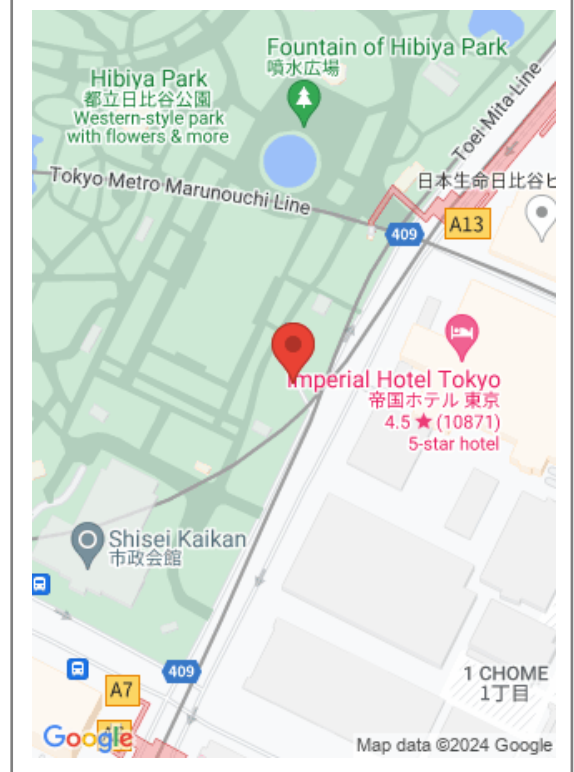 Fountain of Hibiya Park
噴水広場
Hibiya Park
都立日比谷公園
Western-style park
with flowers & more
Toei Mita Line
Tokyo Metro Marunouchi Line
日本生命日比谷ヒ
A13
409
Imperial Hotel Tokyo
帝国ホテル 東京
4.5 ★ (10871)
5-star hotel
Shisei Kaikan
市政会館
409
1 CHOME
1丁目
A7
Google
Map data ©2024 Google